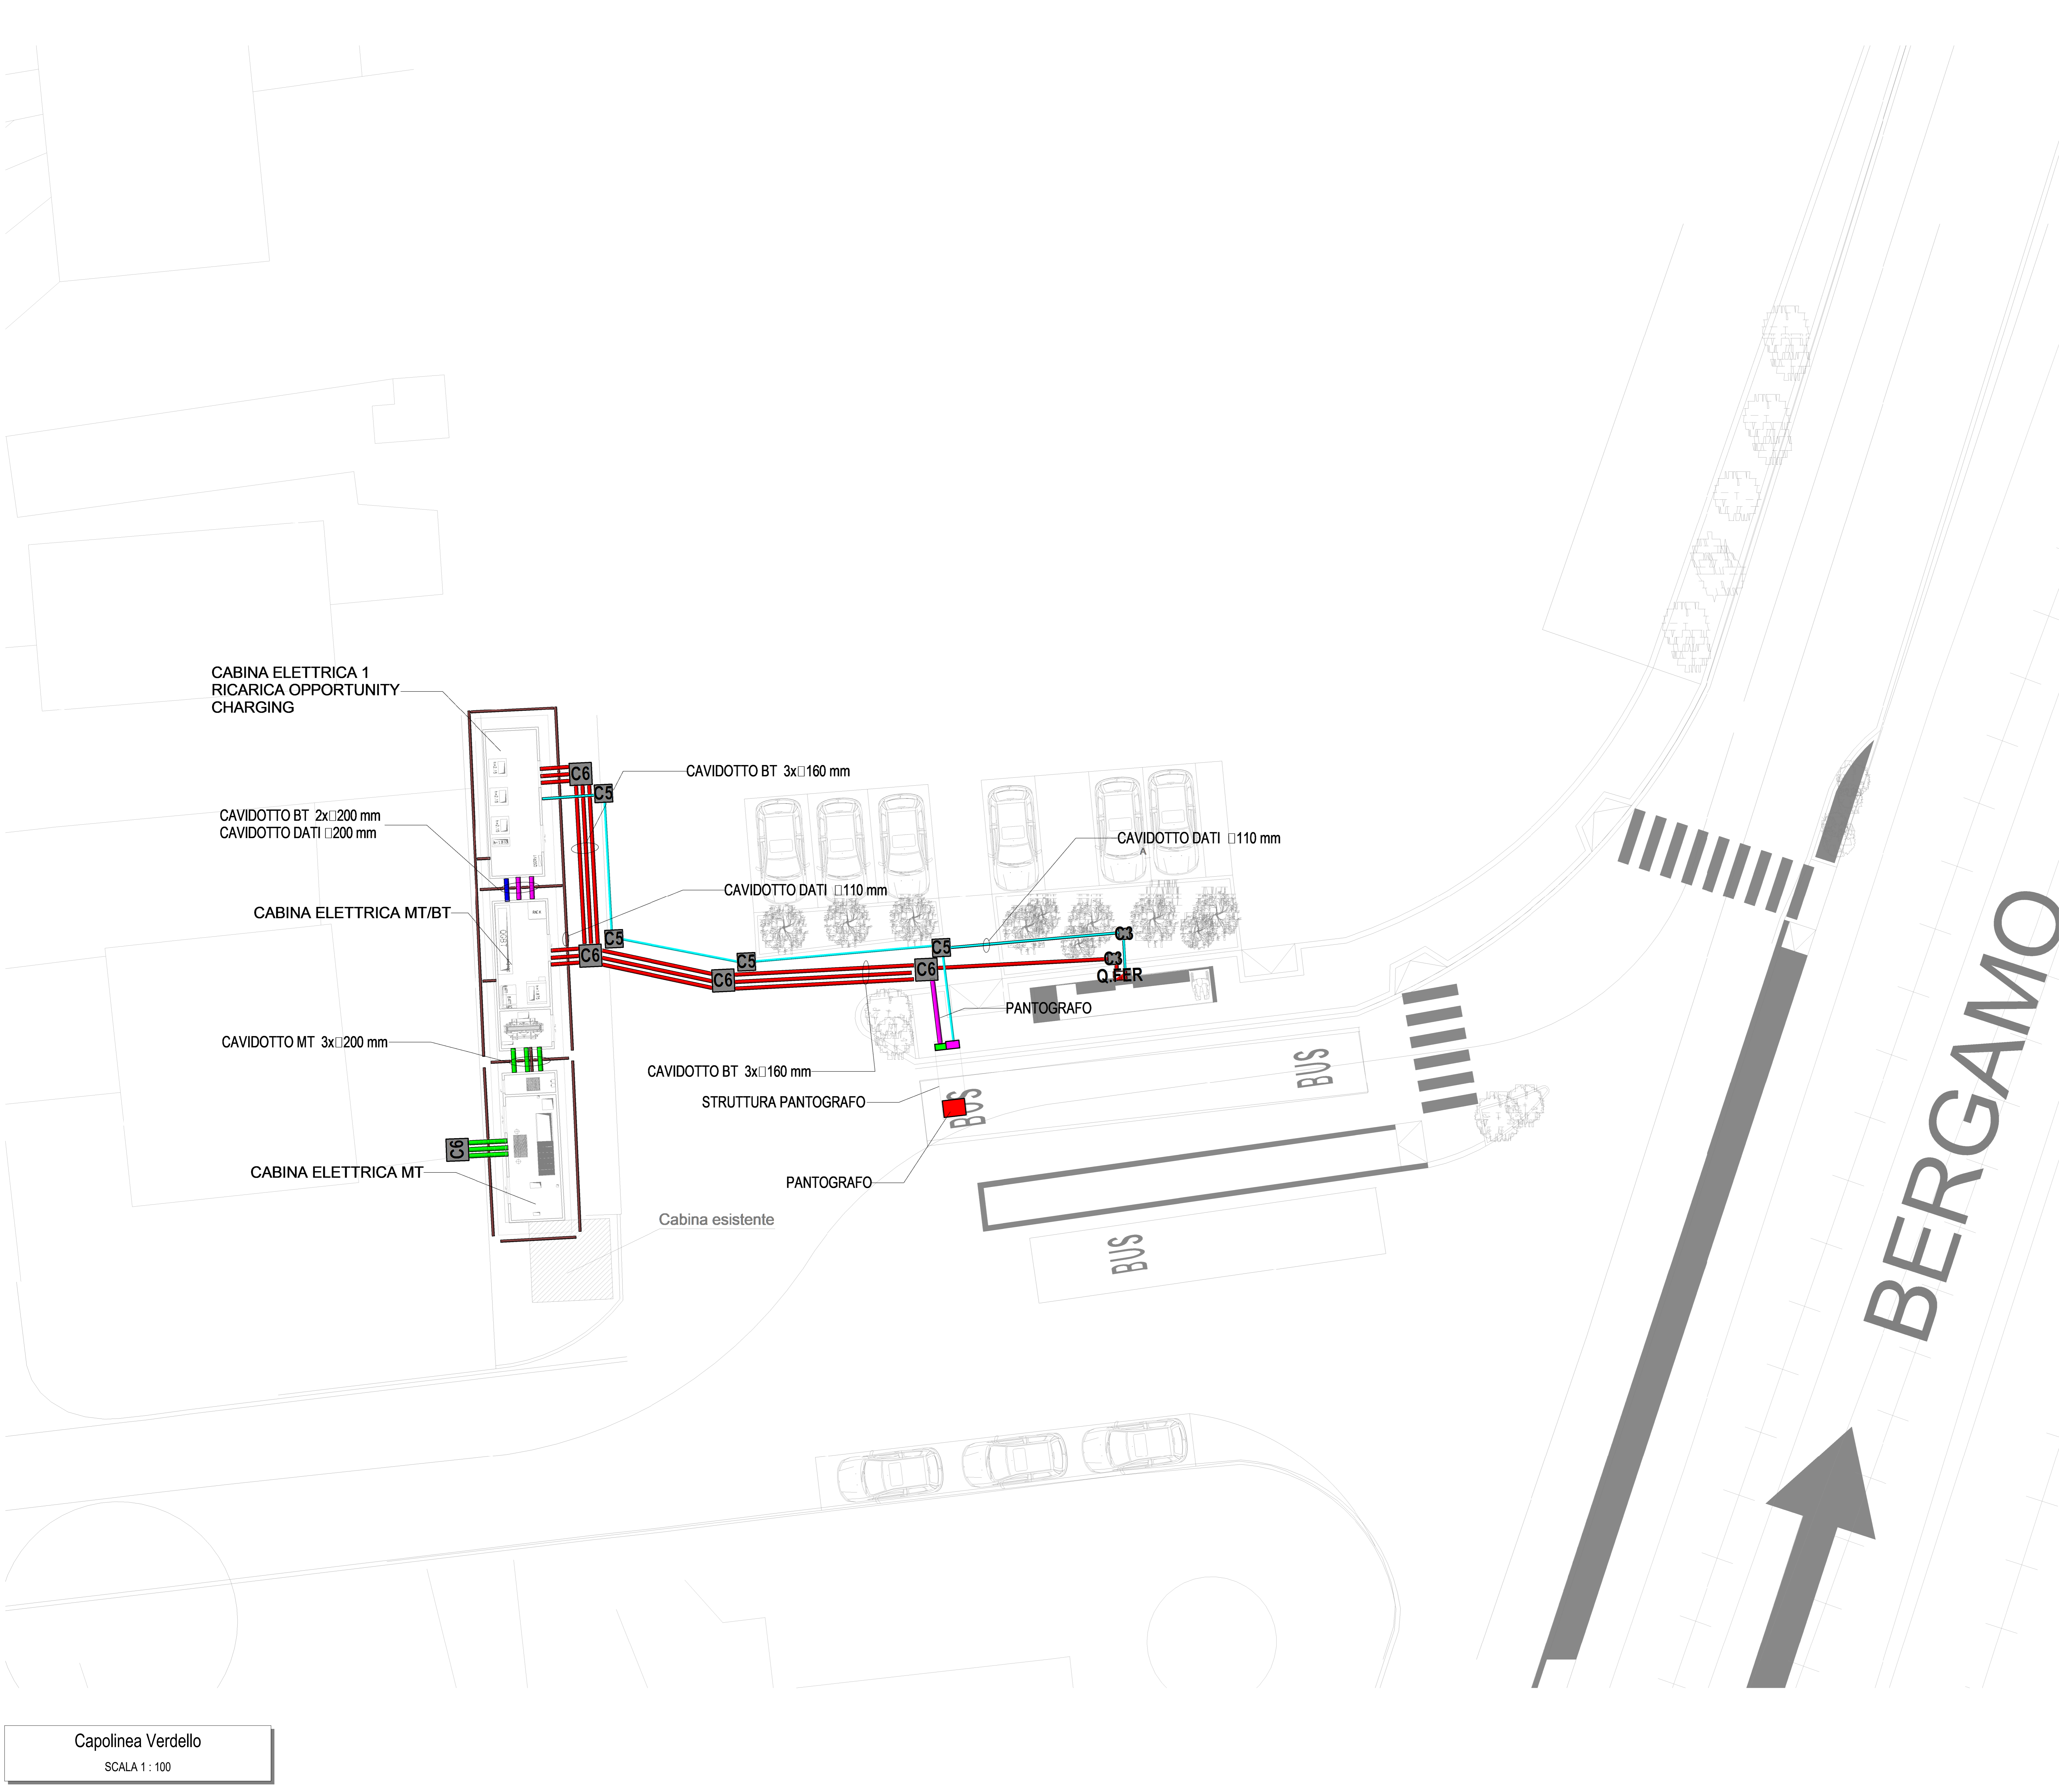 CABINA ELETTRICA 1
RICARICA OPPORTUNITY
CHARGING
C6
CAVIDOTTO BT 3x□160 mm
C5
CAVIDOTTO BT 2x□200 mm
CAVIDOTTO DATI □200 mm
CAVIDOTTO DATI □110 mm
A
CAVIDOTTO DATI □110 mm
CABINA ELETTRICA MT/BT
C5
C6
C5
C6
C5
C6
C3
C3
Q.FER
PANTOGRAFO
CAVIDOTTO MT 3x□200 mm
CAVIDOTTO BT 3x□160 mm
STRUTTURA PANTOGRAFO
BUS
BUS
C6
CABINA ELETTRICA MT
PANTOGRAFO
Cabina esistente
BUS
BERGAMO
Capolinea Verdello
SCALA 1 : 100